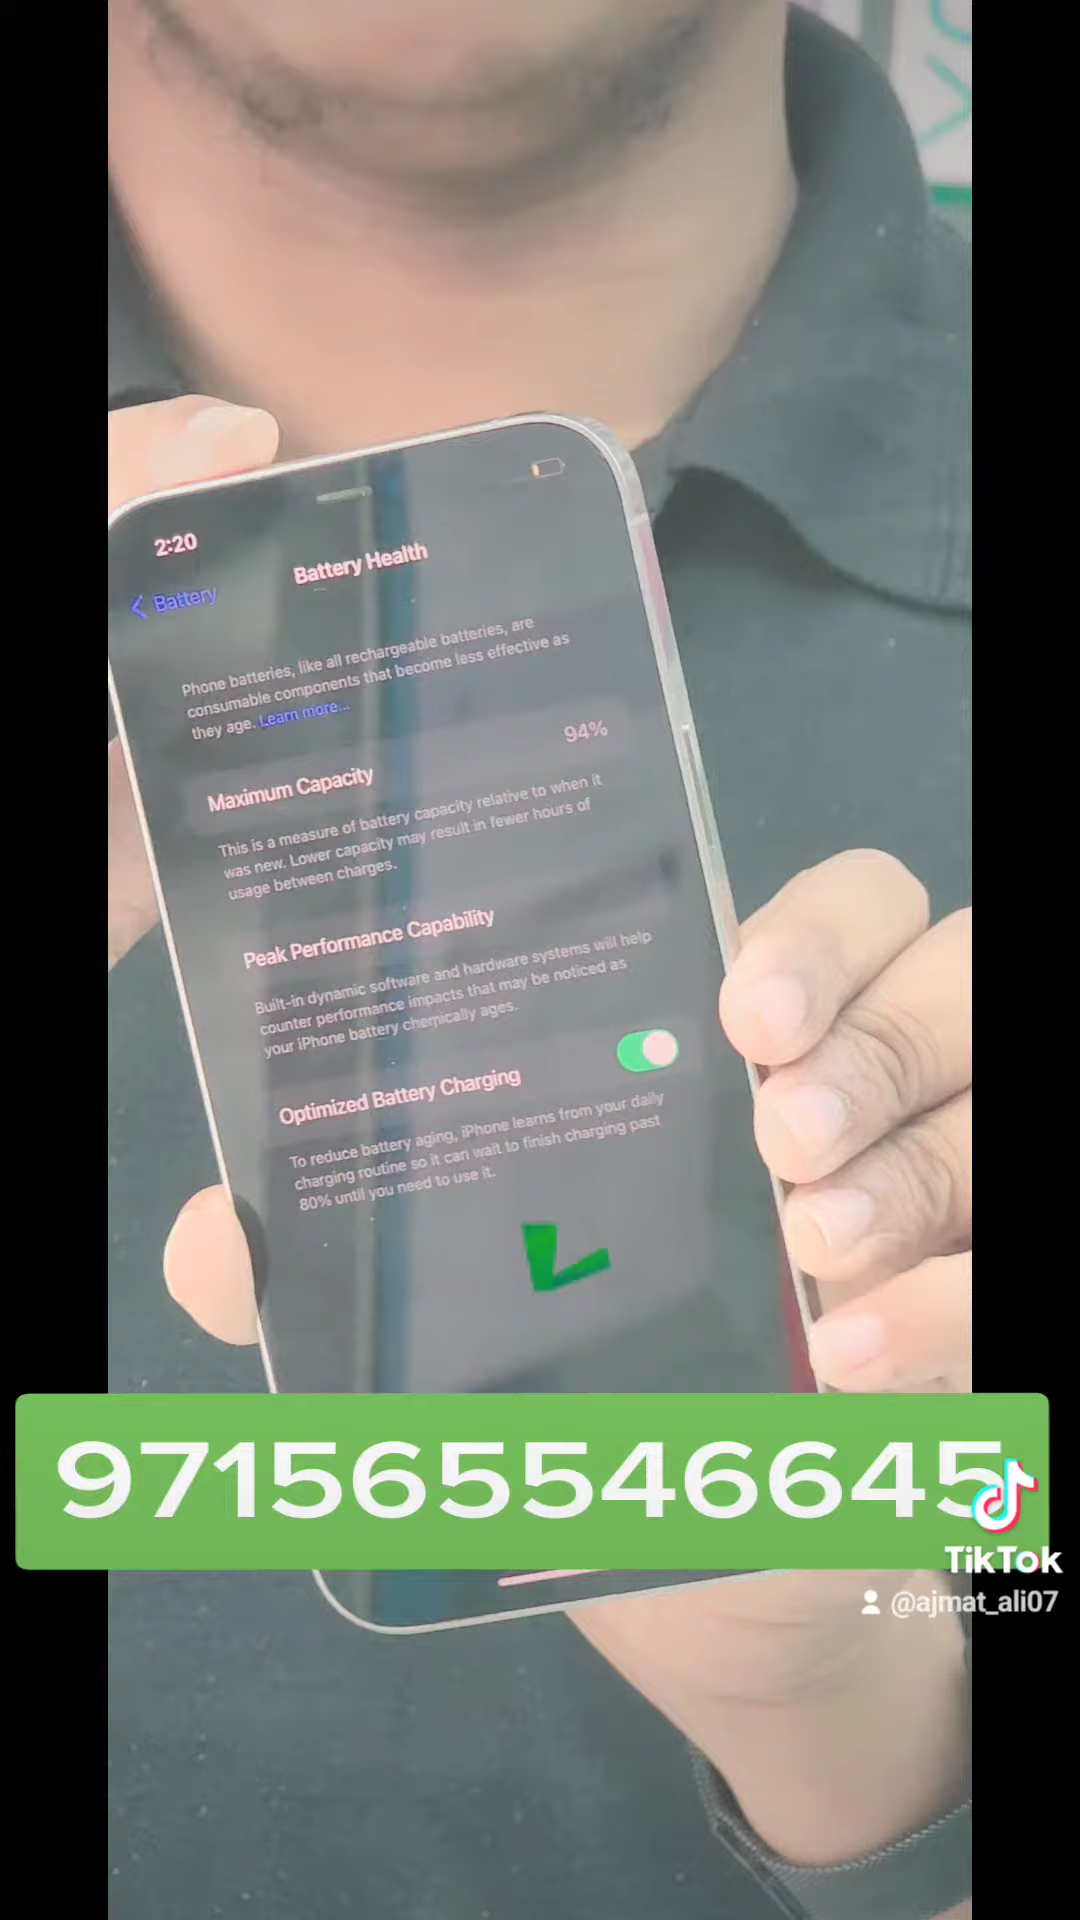 2:20
Battery
Battery Health
Phone batteries, like all rechargeable batteries, are
consumable components that become less effective as
they age. Learn more...
Maximum Capacity
94%
This is a measure of battery capacity relative to when it
was new. Lower capacity may result in fewer hours of
usage between charges.
Peak Performance Capability
Built-in dynamic software and hardware systems will help
counter performance impacts that may be noticed as
your iPhone battery chemically ages.
Optimized Battery Charging
To reduce battery aging, iPhone learns from your daily
charging routine so it can wait to finish charging past
80% until you need to use it.
971565546645
TikTok
@ajmat_ali07